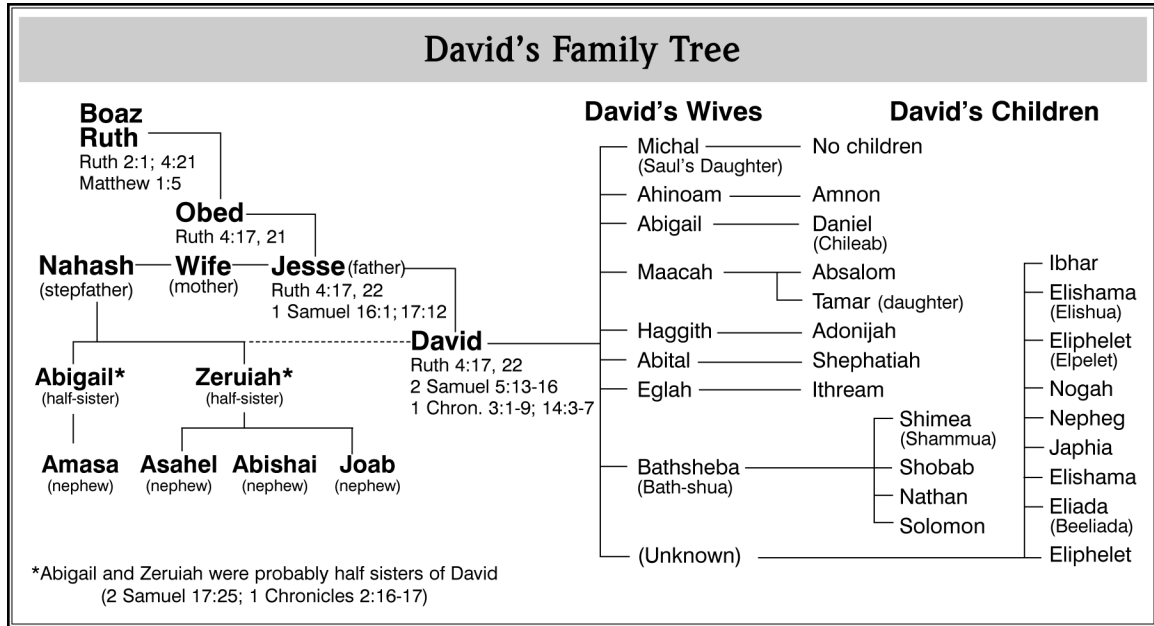 David's Family Tree
Boaz
Ruth
Ruth 2:1; 4:21
Matthew 1:5
Obed
Ruth 4:17, 21
Nahash
(stepfather)
Wife
(mother)
Jesse (father)
Ruth 4:17, 22
1 Samuel 16:1; 17:12
David
Ruth 4:17, 22
2 Samuel 5:13-16
1 Chron. 3:1-9; 14:3-7
Abigail*
(half-sister)
Zeruiah*
(half-sister)
Amasa
(nephew)
Asahel
(nephew)
Abishai
(nephew)
Joab
(nephew)
*Abigail and Zeruiah were probably half sisters of David
(2 Samuel 17:25; 1 Chronicles 2:16-17)
David's Wives
David's Children
Michal
(Saul's Daughter)
No children
Ahinoam
Amnon
Abigail
Daniel
(Chileab)
Maacah
Absalom
Tamar (daughter)
Haggith
Adonijah
Abital
Shephatiah
Eglah
Ithream
Bathsheba
(Bath-shua)
Shimea
(Shammua)
Shobab
Nathan
Solomon
(Unknown)
Ibhar
Elishama
(Elishua)
Eliphelet
(Elpelet)
Nogah
Nepheg
Japhia
Elishama
Eliada
(Beeliada)
Eliphelet